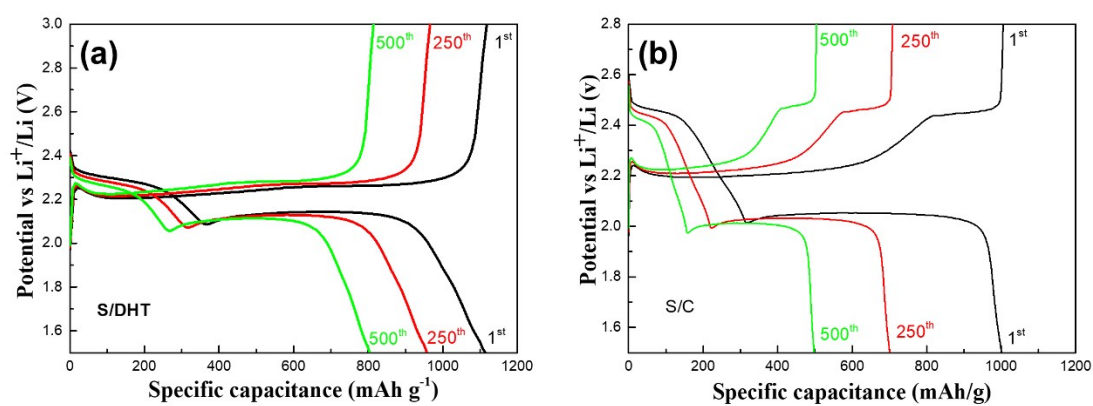 (a)
3.0
2.8
2.6
2.4
2.2
2.0
1.8
1.6
Potential vs Li⁺/Li (V)
500th
250th
1st
S/DHT
500th
250th
1st
0
200
400
600
800
1000
1200
Specific capacitance (mAh g⁻¹)
(b)
2.8
2.6
2.4
2.2
2.0
1.8
1.6
Potential vs Li⁺/Li (v)
500th
250th
1st
S/C
500th
250th
1st
0
200
400
600
800
1000
1200
Specific capacitance (mAh/g)